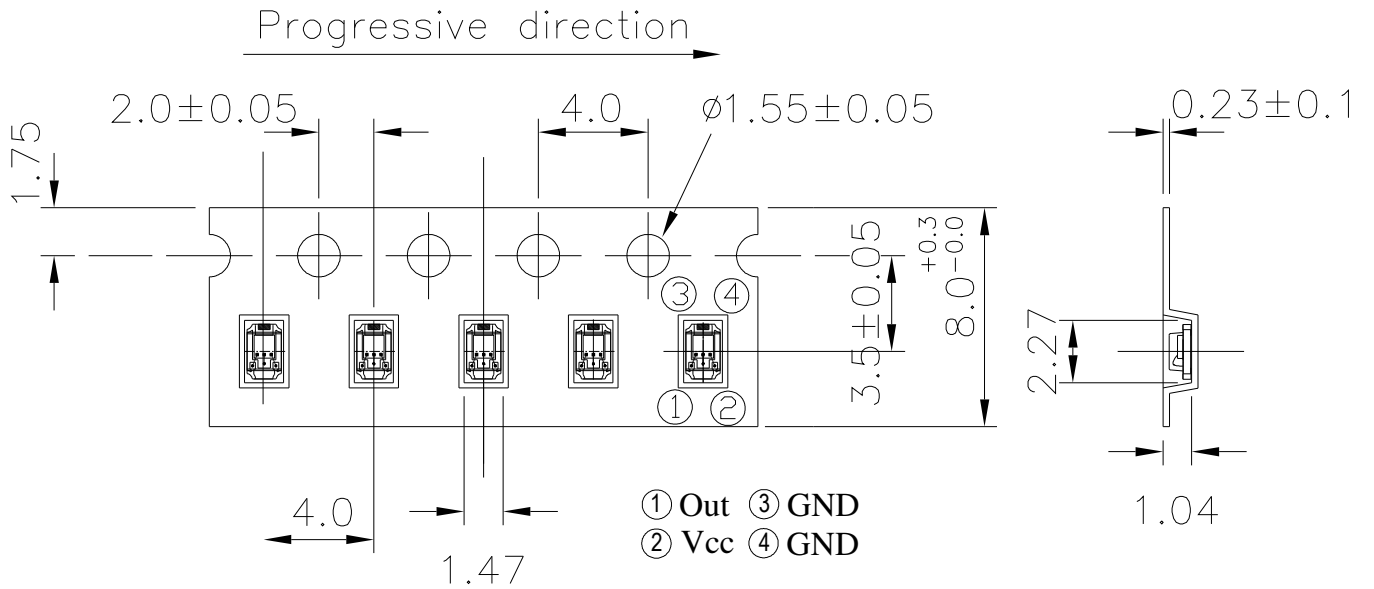 Progressive direction
2.0±0.05
4.0
ø1.55±0.05
0.23±0.1
1.75
3.5±0.05
8.0 +0.3 -0.0
③ ④
① ②
2.27
4.0
1.47
1.04
① Out ③ GND
② Vcc ④ GND